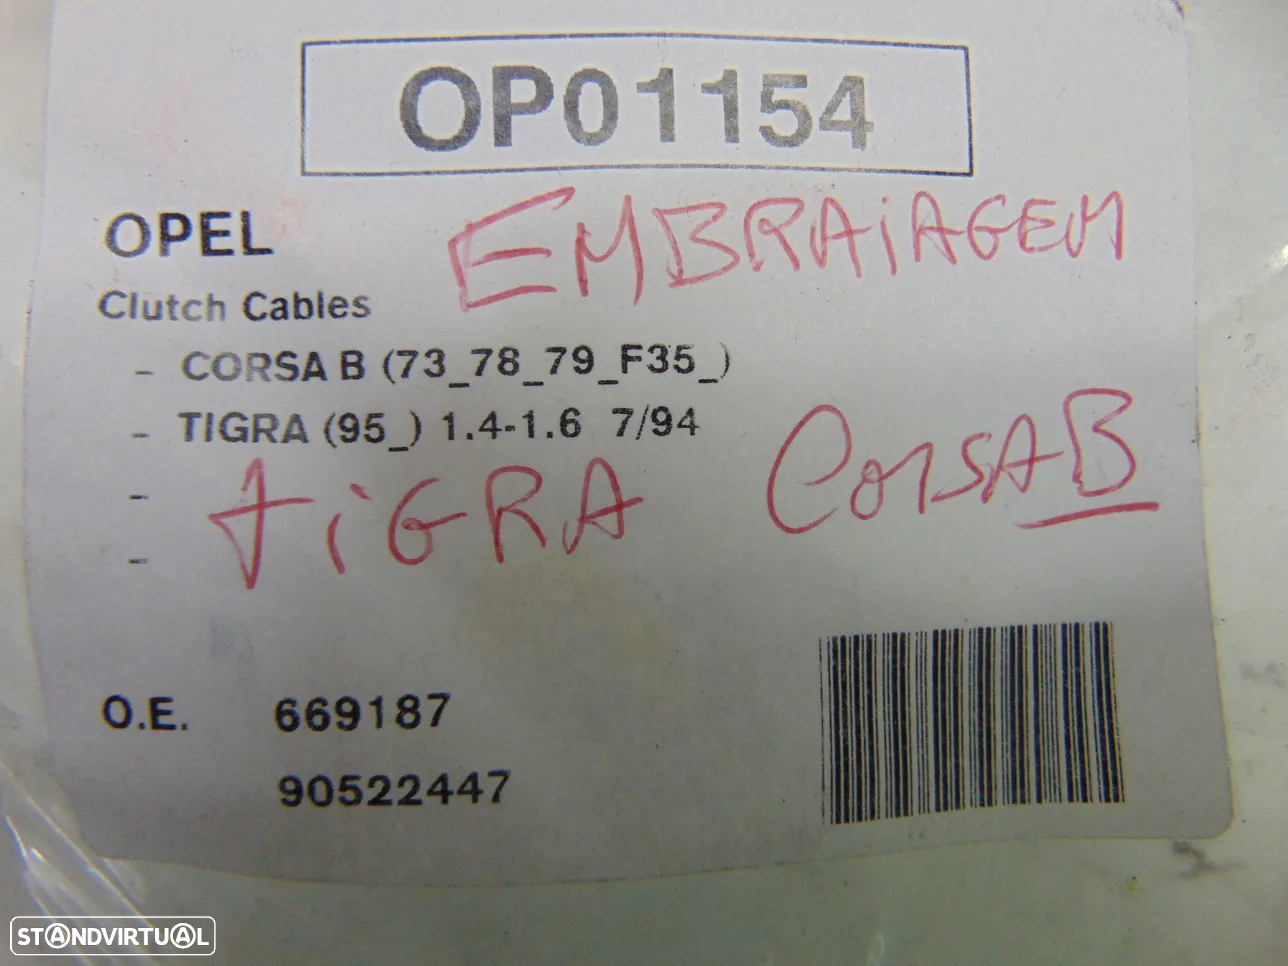 OP01154
OPEL
EMBRAIAGEM
Clutch Cables
- CORSA B (73_78_79_F35_)
- TIGRA (95_) 1.4-1.6 7/94
- TiGRA CORSA B
-
O.E. 669187
90522447
STANDVIRTUAL